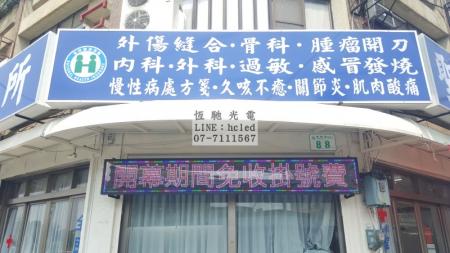 外傷縫合·骨科·腫瘤開刀
內科·外科·過敏·感冒發燒
慢性病處方箋·久咳不癒·關節炎·肌肉酸痛
所
聖
恆馳光電
LINE:hcled
07-7111567
88
開幕期間免收掛號費